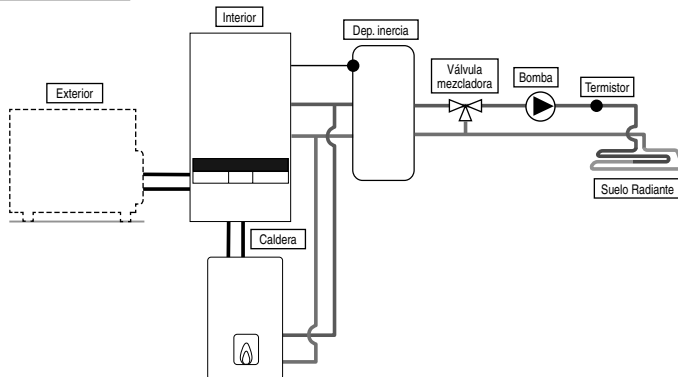 Interior
Dep. inercia
Válvula
mezcladora
Bomba
Termistor
Exterior
Suelo Radiante
Caldera